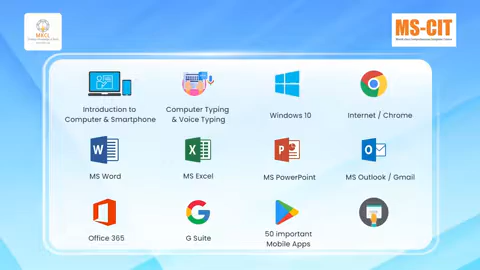 MKCL
MS-CIT
Introduction to
Computer & Smartphone
Computer Typing
& Voice Typing
Windows 10
Internet / Chrome
MS Word
MS Excel
MS PowerPoint
MS Outlook / Gmail
Office 365
G Suite
50 important
Mobile Apps